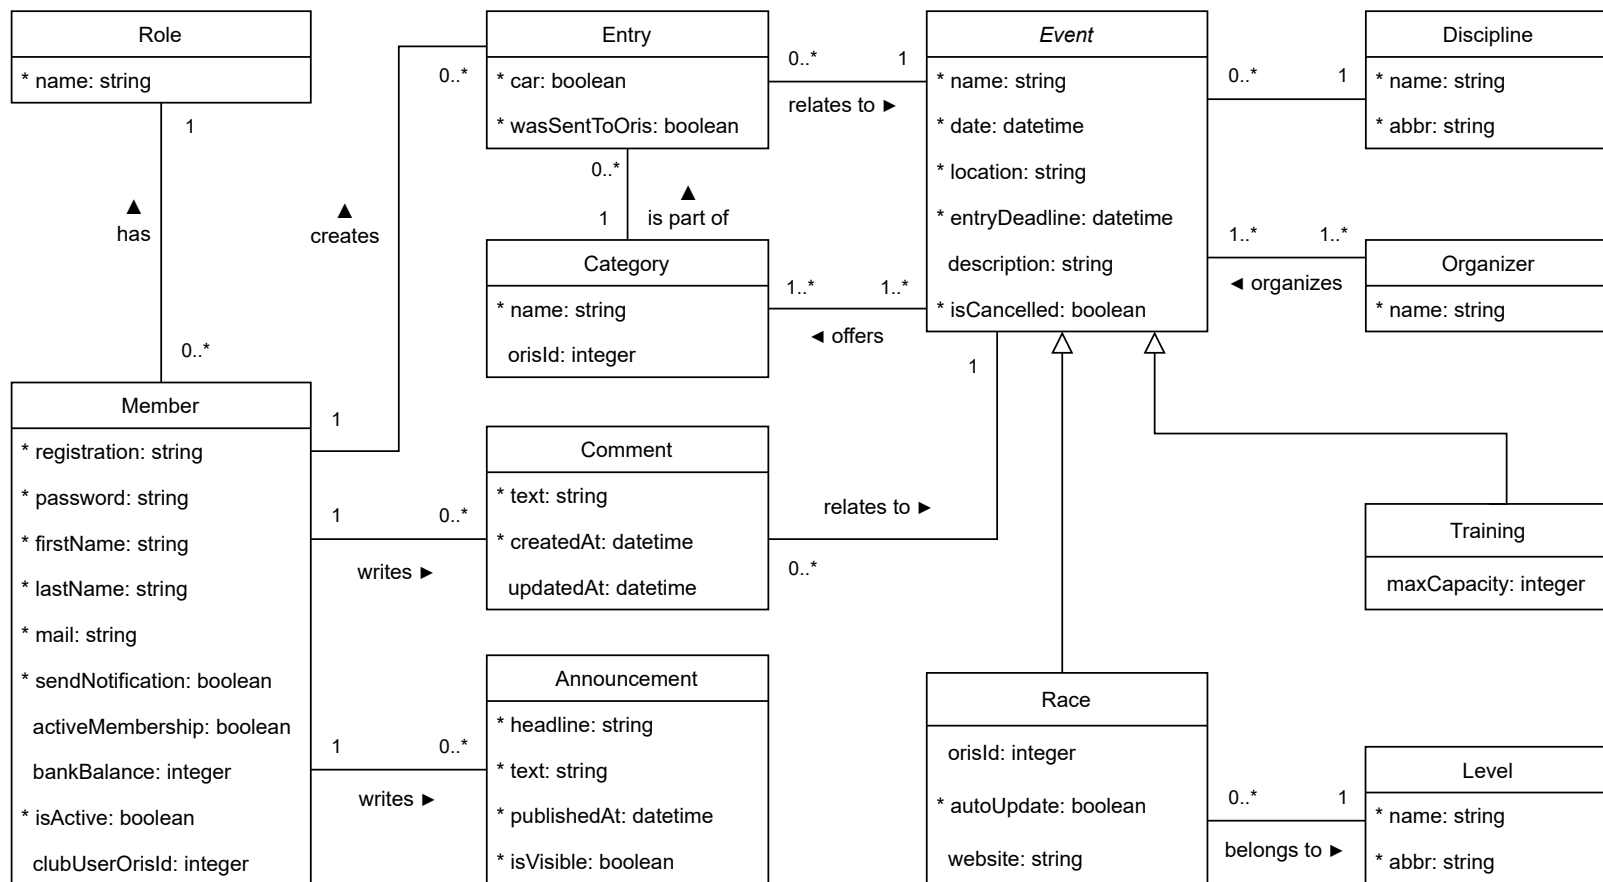 Role
* name: string
1
▲
has
0..*
Member
* registration: string
* password: string
* firstName: string
* lastName: string
* mail: string
* sendNotification: boolean
activeMembership: boolean
bankBalance: integer
* isActive: boolean
clubUserOrisId: integer
0..*
▲
creates
1
1
0..*
writes ►
1
0..*
writes ►
Entry
* car: boolean
* wasSentToOris: boolean
0..*
▲
is part of
1
Category
* name: string
orisId: integer
Comment
* text: string
* createdAt: datetime
updatedAt: datetime
Announcement
* headline: string
* text: string
* publishedAt: datetime
* isVisible: boolean
0..*
1
relates to ►
1..*
1..*
◄ offers
1
relates to ►
0..*
Event
* name: string
* date: datetime
* location: string
* entryDeadline: datetime
description: string
* isCancelled: boolean
Race
orisId: integer
* autoUpdate: boolean
website: string
0..*
1
1..*
1..*
◄ organizes
0..*
1
belongs to ►
Discipline
* name: string
* abbr: string
Organizer
* name: string
Training
maxCapacity: integer
Level
* name: string
* abbr: string